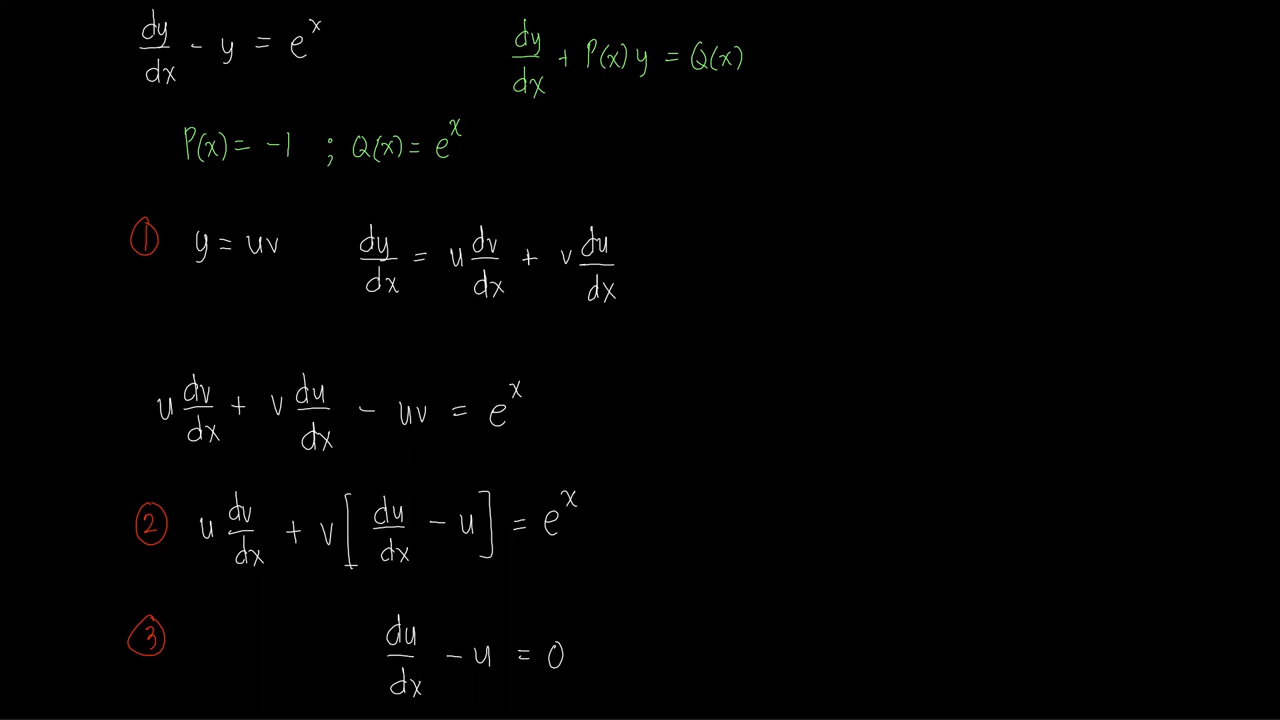 dy/dx - y = e^x    dy/dx + P(x) y = Q(x)
P(x) = -1 ; Q(x) = e^x
① y = uv    dy/dx = u dv/dx + v du/dx
u dv/dx + v du/dx - uv = e^x
② u dv/dx + v [ du/dx - u ] = e^x
③ du/dx - u = 0